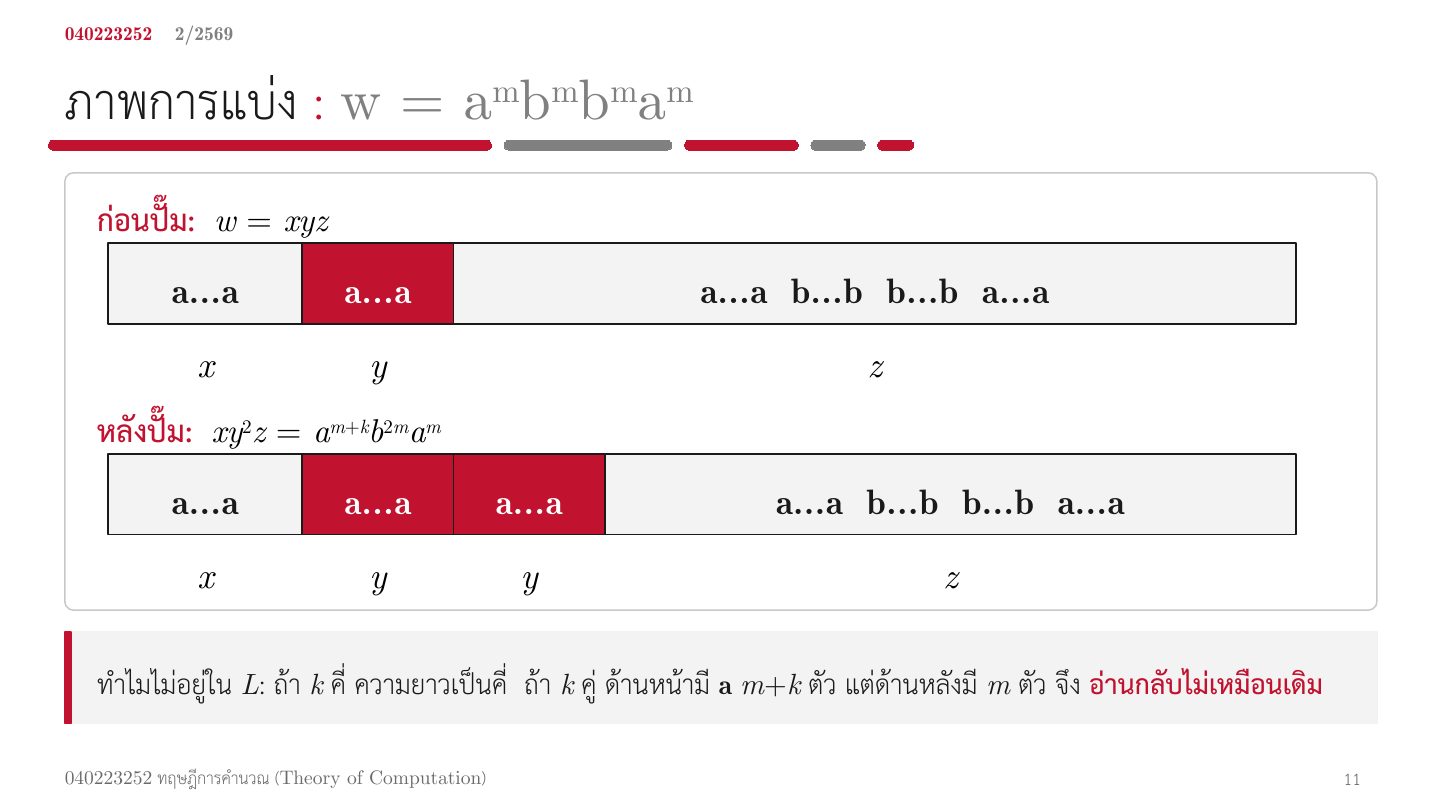 040223252 2/2569
ภาพการแบ่ง : w = aᵐbᵐbᵐaᵐ
ก่อนปั๊ม: w = xyz
a...a a...a a...a b...b b...b a...a
x y z
หลังปั๊ม: xy²z = aᵐ⁺ᵏb²ᵐaᵐ
a...a a...a a...a a...a b...b b...b a...a
x y y z
ทำไมไม่อยู่ใน L: ถ้า k คี่ ความยาวเป็นคี่ ถ้า k คู่ ด้านหน้ามี a m+k ตัว แต่ด้านหลังมี m ตัว จึง อ่านกลับไม่เหมือนเดิม
040223252 ทฤษฎีการคำนวณ (Theory of Computation) 11